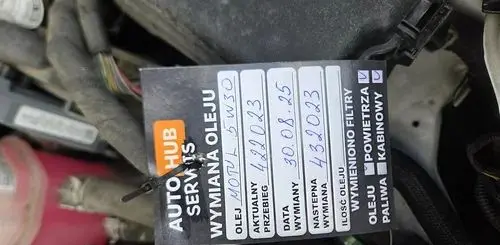 AUTO HUB
SERWIS
WYMIANA OLEJU
OLEJ MOTUL 5W30
AKTUALNY PRZEBIEG 422023
DATA WYMIANY 30.08.25
NASTĘPNA WYMIANA 432023
ILOŚĆ OLEJU
WYMIENIONO FILTRY
OLEJU POWIETRZA
PALIWA KABINOWY